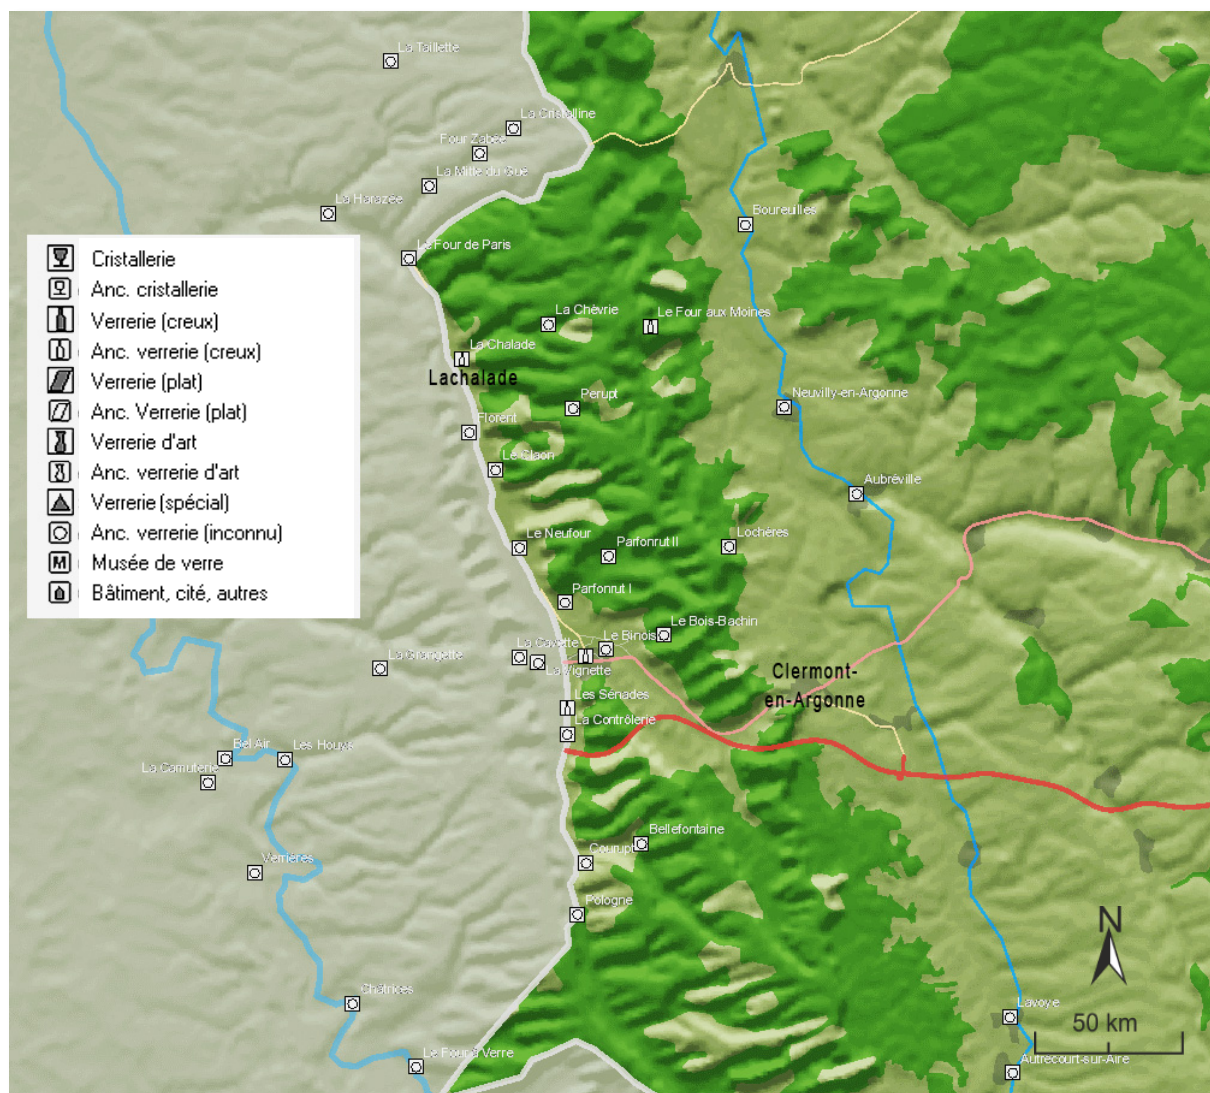 La Taillette
La Cristalline
Four Zabée
La Mitte du Guè
La Harazée
Boureuilles
Le Four de Paris
Cristallerie
Anc. cristallerie
Verrerie (creux)
Anc. verrerie (creux)
Verrerie (plat)
Anc. Verrerie (plat)
Verrerie d'art
Anc. verrerie d'art
Verrerie (spécial)
Anc. verrerie (inconnu)
M Musée de verre
Bâtiment, cité, autres
La Chèvrie
Le Four aux Moines
La Chalade
Lachalade
Perupt
Neuvilly-en-Argonne
Florent
Le Claon
Aubréville
Le Neufour
Parfonrut II
Lochères
Parfonrut I
Le Bois-Bachin
La Cavette
Le Binois
La Grangette
La Vignette
Clermont-
en-Argonne
Les Sénades
La Contrôlerie
Bel Air
Les Houys
La Camuterie
Bellefontaine
Courupt
Verrières
Pologne
N
Châtrices
Lavoye
50 km
Le Four à Verre
Autrecourt-sur-Aire